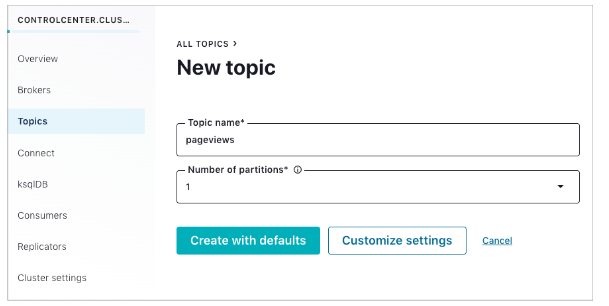 CONTROLCENTER.CLUS...
Overview
Brokers
Topics
Connect
ksqlDB
Consumers
Replicators
Cluster settings
ALL TOPICS >
New topic
Topic name*
pageviews
Number of partitions*
1
Create with defaults
Customize settings
Cancel